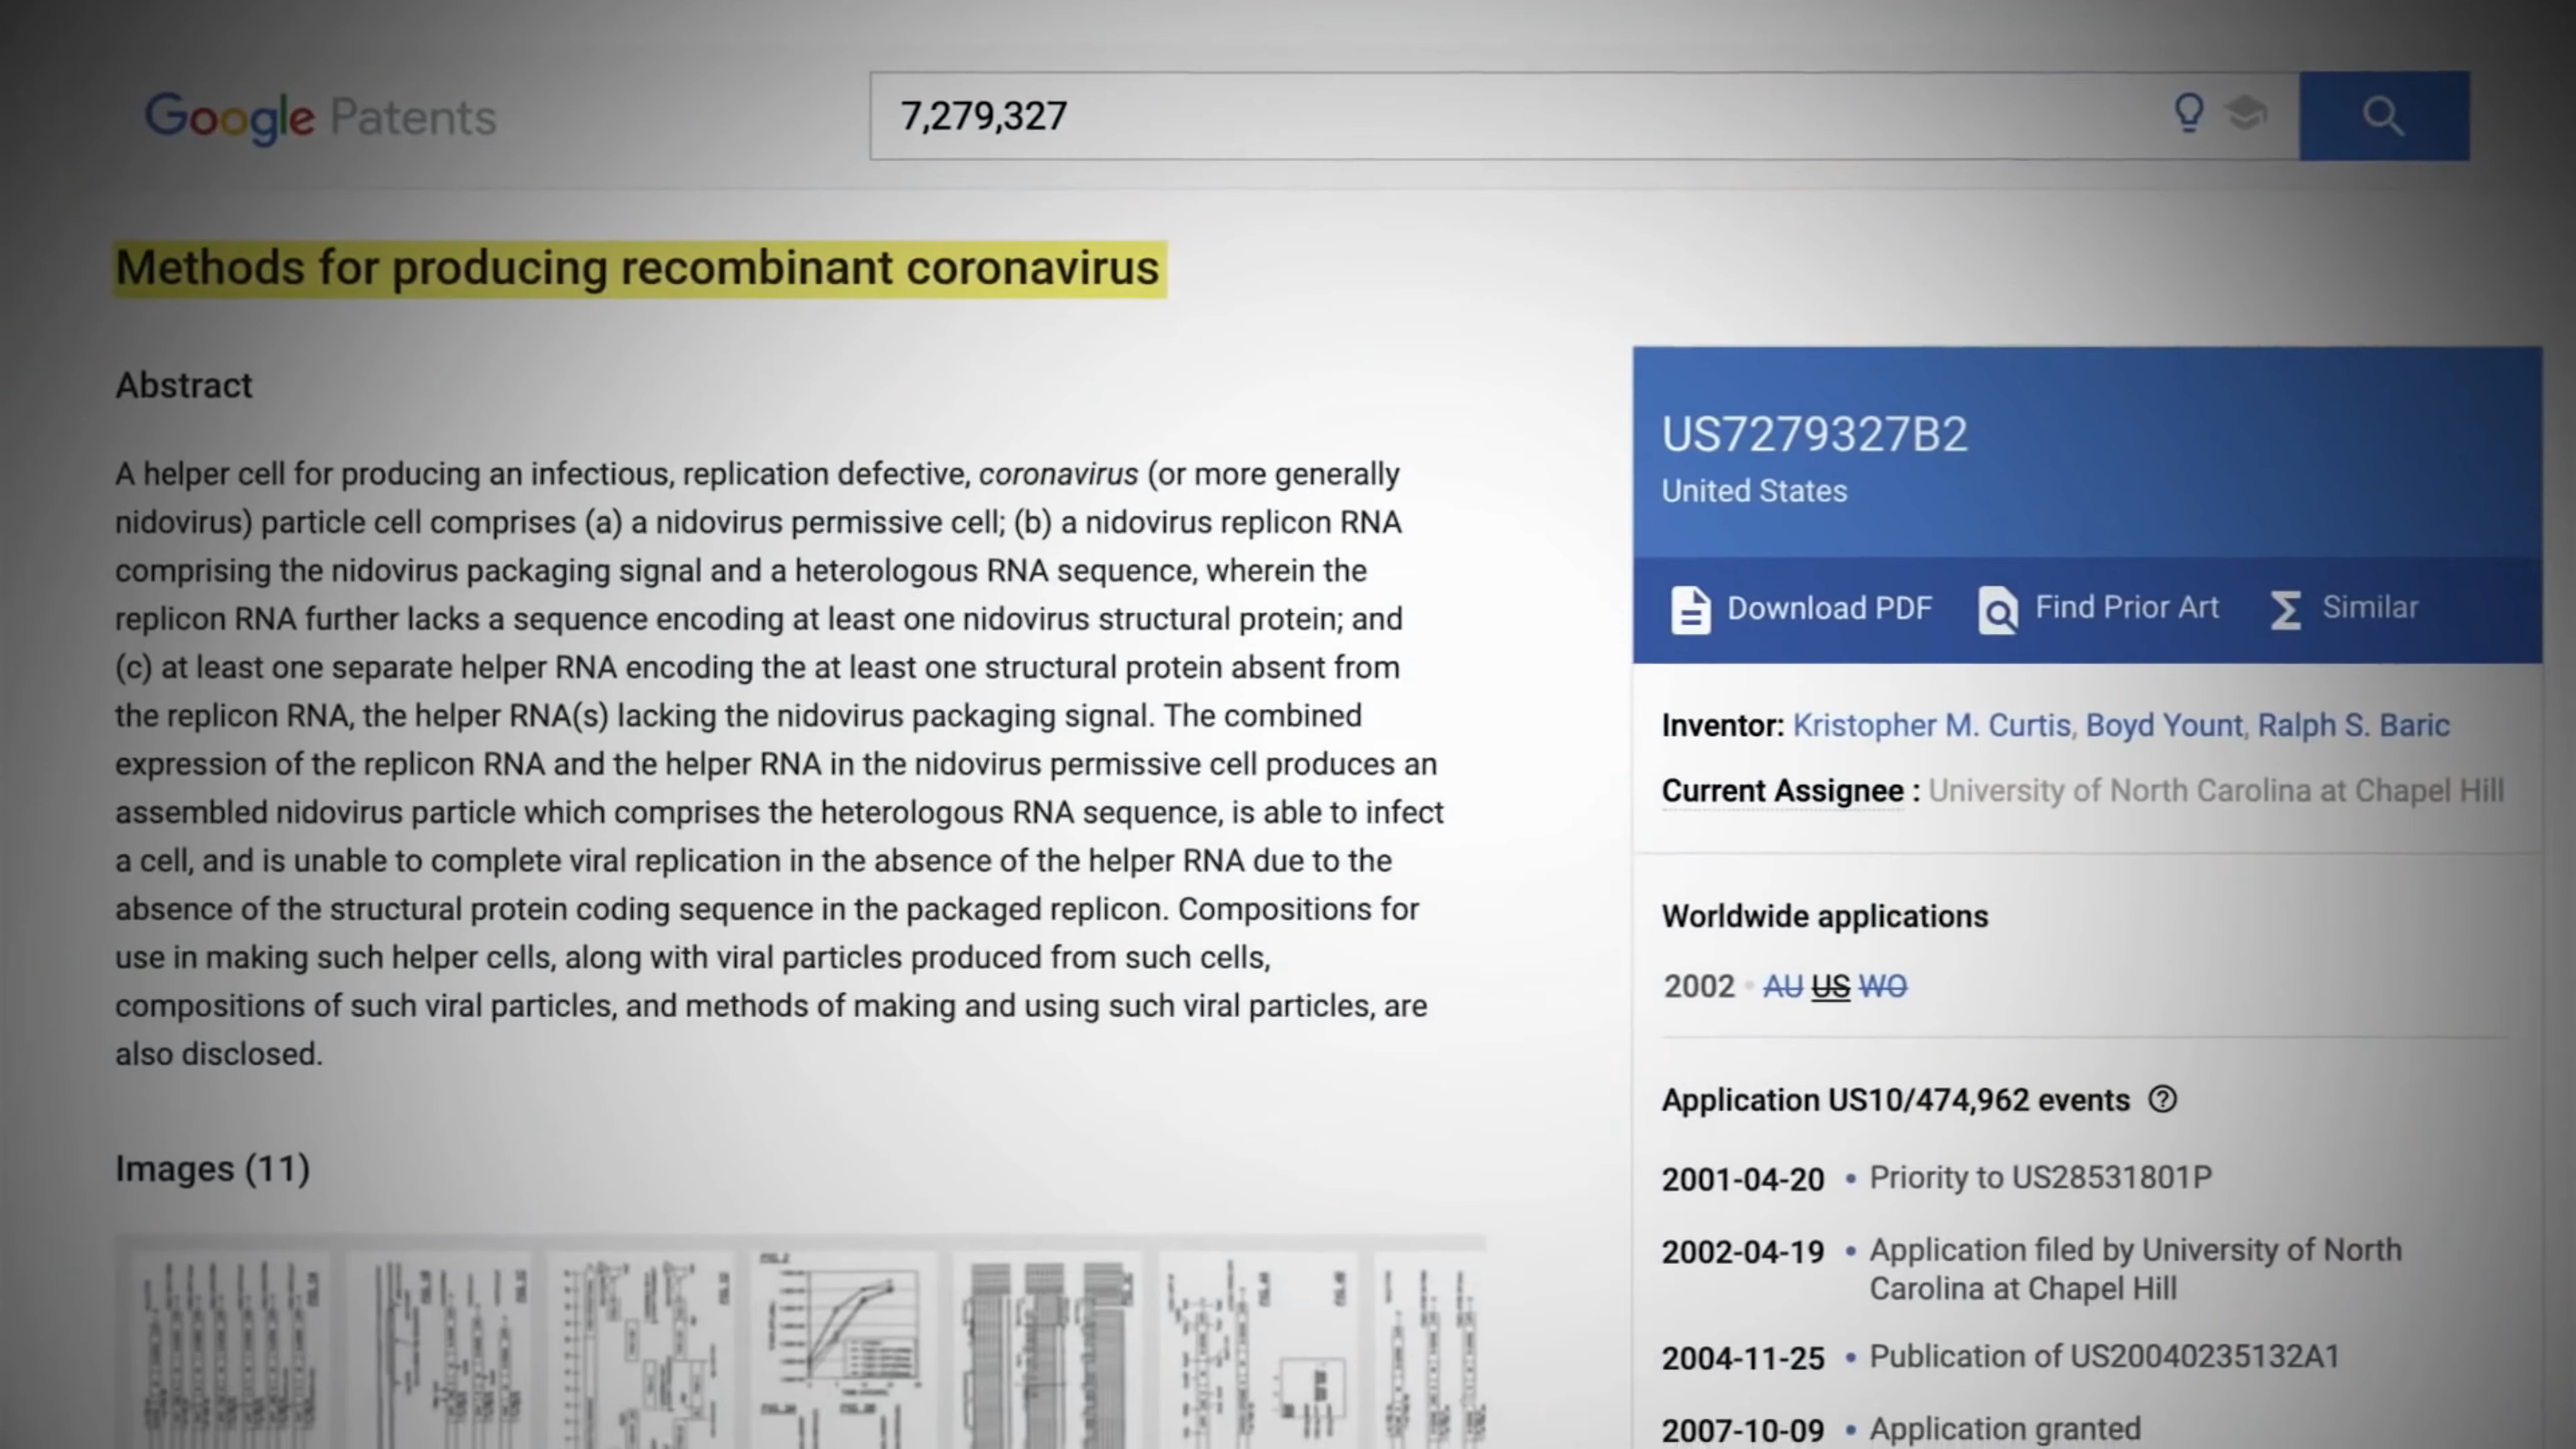 Google Patents
7,279,327
Methods for producing recombinant coronavirus
Abstract
A helper cell for producing an infectious, replication defective, coronavirus (or more generally
nidovirus) particle cell comprises (a) a nidovirus permissive cell; (b) a nidovirus replicon RNA
comprising the nidovirus packaging signal and a heterologous RNA sequence, wherein the
replicon RNA further lacks a sequence encoding at least one nidovirus structural protein; and
(c) at least one separate helper RNA encoding the at least one structural protein absent from
the replicon RNA, the helper RNA(s) lacking the nidovirus packaging signal. The combined
expression of the replicon RNA and the helper RNA in the nidovirus permissive cell produces an
assembled nidovirus particle which comprises the heterologous RNA sequence, is able to infect
a cell, and is unable to complete viral replication in the absence of the helper RNA due to the
absence of the structural protein coding sequence in the packaged replicon. Compositions for
use in making such helper cells, along with viral particles produced from such cells,
compositions of such viral particles, and methods of making and using such viral particles, are
also disclosed.
Images (11)
US7279327B2
United States
Download PDF Find Prior Art Σ Similar
Inventor: Kristopher M. Curtis, Boyd Yount, Ralph S. Baric
Current Assignee : University of North Carolina at Chapel Hill
Worldwide applications
2002 • AU US WO
Application US10/474,962 events
2001-04-20 • Priority to US28531801P
2002-04-19 • Application filed by University of North
Carolina at Chapel Hill
2004-11-25 • Publication of US20040235132A1
2007-10-09 • Application granted